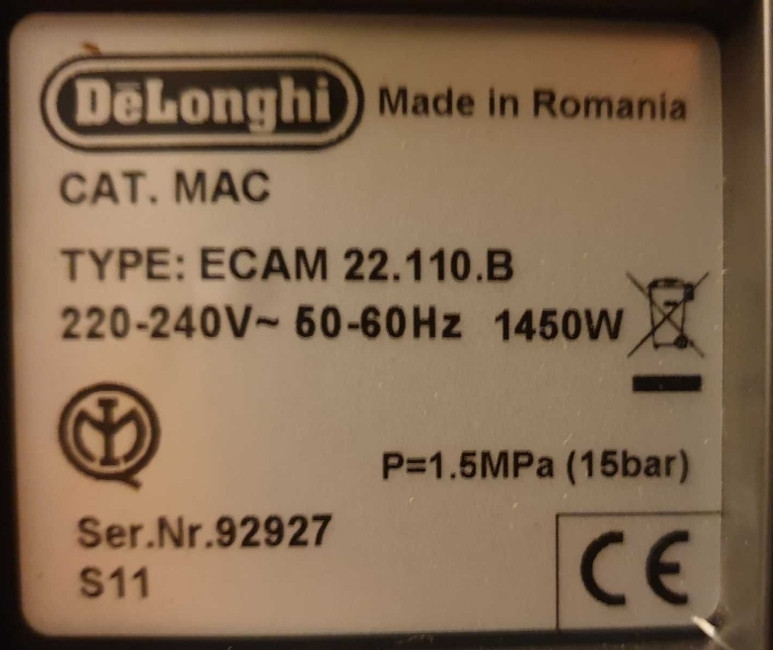 DeLonghi Made in Romania
CAT. MAC
TYPE: ECAM 22.110.B
220-240V~ 50-60Hz 1450W
P=1.5MPa (15bar)
Ser.Nr.92927
S11
CE